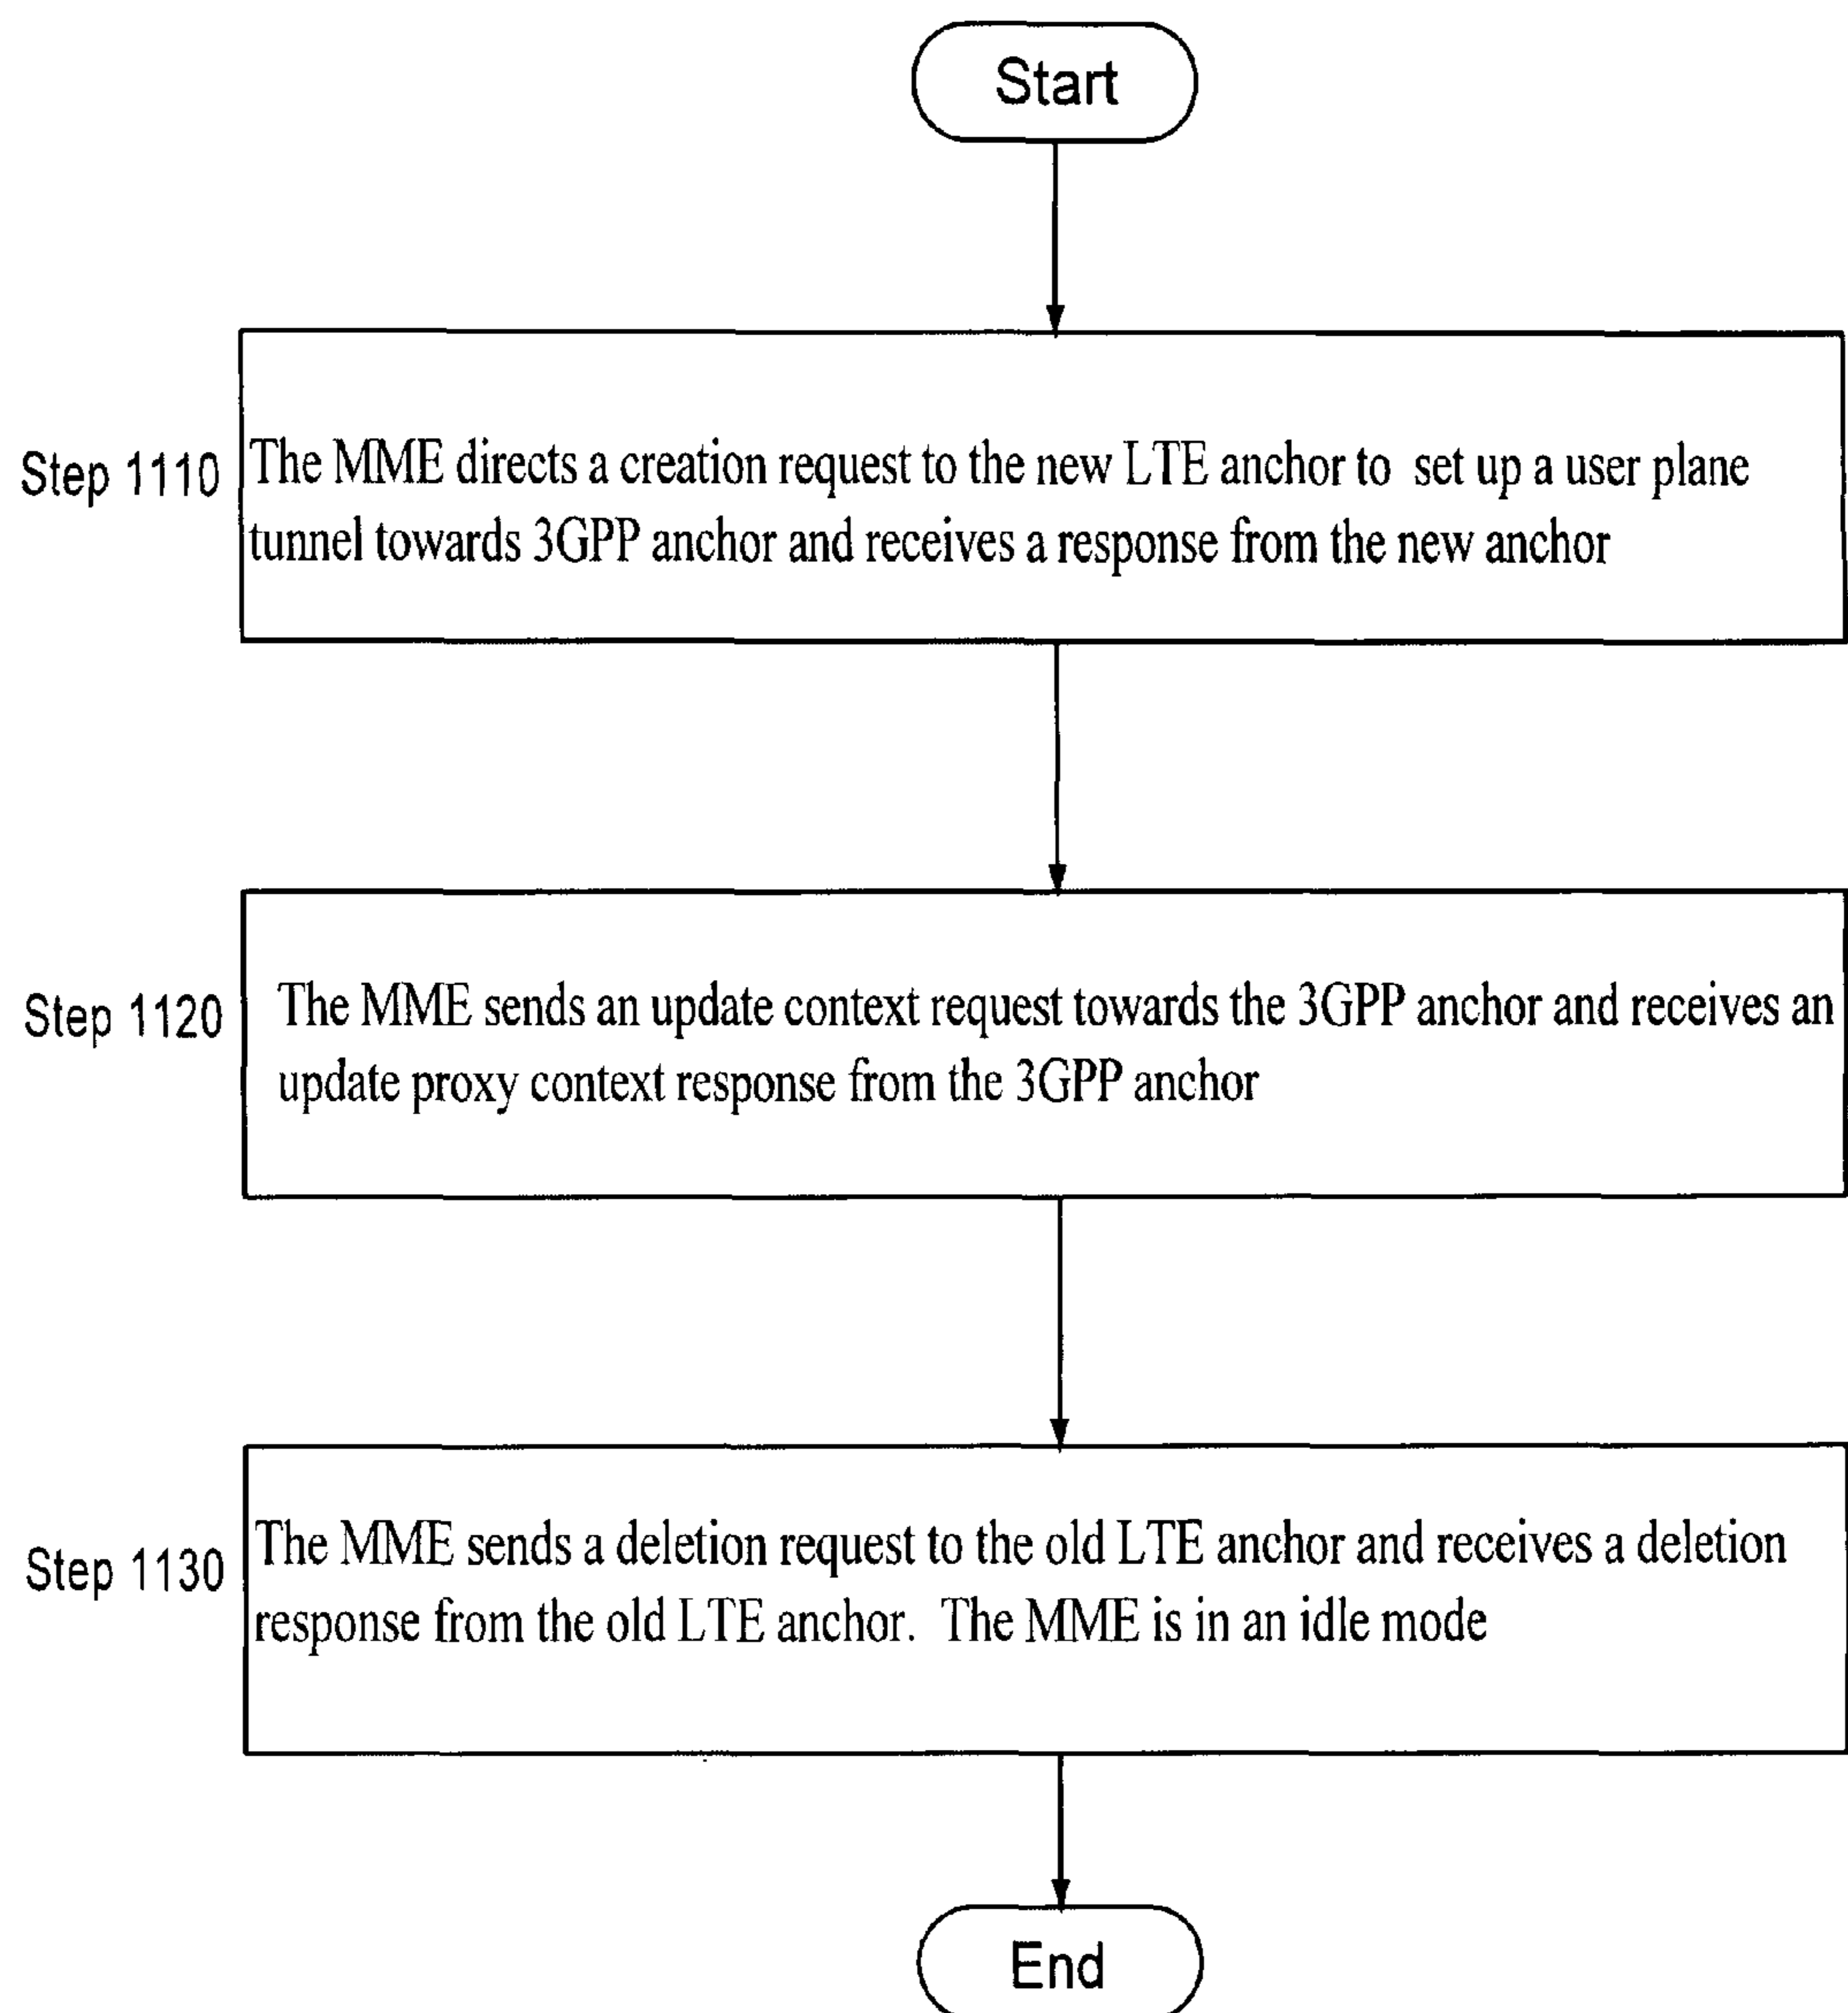 Start
Step 1110
The MME directs a creation request to the new LTE anchor to set up a user plane
tunnel towards 3GPP anchor and receives a response from the new anchor
Step 1120
The MME sends an update context request towards the 3GPP anchor and receives an
update proxy context response from the 3GPP anchor
Step 1130
The MME sends a deletion request to the old LTE anchor and receives a deletion
response from the old LTE anchor. The MME is in an idle mode
End